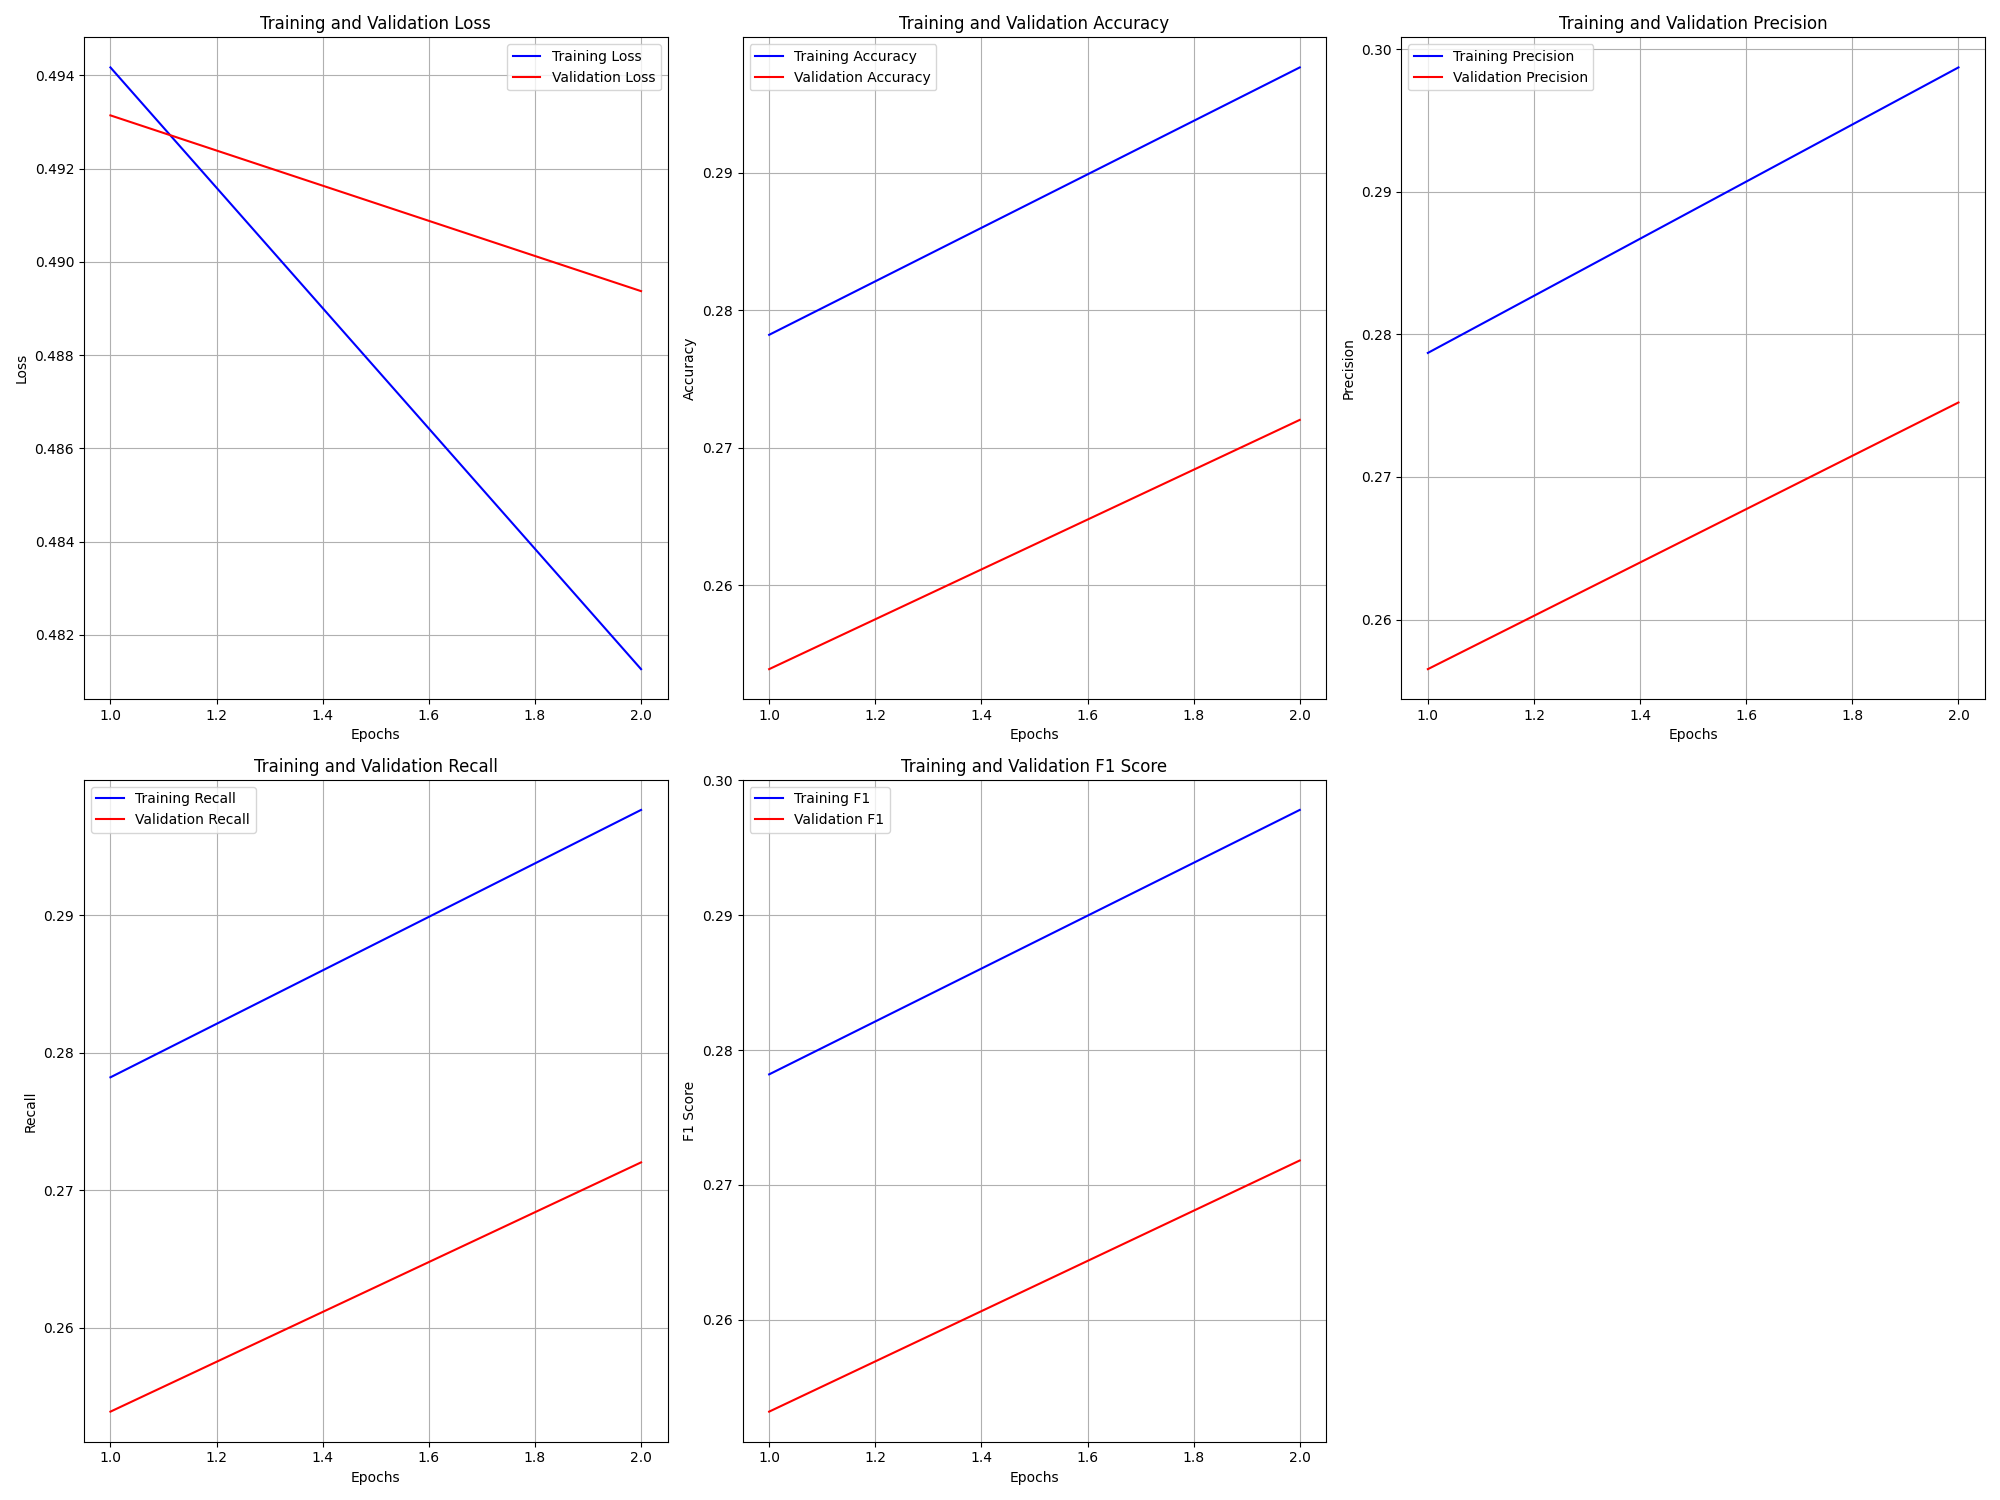 Training and Validation Loss
Training Loss
Validation Loss
0.494
0.492
0.490
0.488
0.486
0.484
0.482
Loss
1.0 1.2 1.4 1.6 1.8 2.0
Epochs
Training and Validation Accuracy
Training Accuracy
Validation Accuracy
0.29
0.28
0.27
0.26
Accuracy
1.0 1.2 1.4 1.6 1.8 2.0
Epochs
Training and Validation Precision
Training Precision
Validation Precision
0.30
0.29
0.28
0.27
0.26
Precision
1.0 1.2 1.4 1.6 1.8 2.0
Epochs
Training and Validation Recall
Training Recall
Validation Recall
0.29
0.28
0.27
0.26
Recall
1.0 1.2 1.4 1.6 1.8 2.0
Epochs
Training and Validation F1 Score
Training F1
Validation F1
0.30
0.29
0.28
0.27
0.26
F1 Score
1.0 1.2 1.4 1.6 1.8 2.0
Epochs